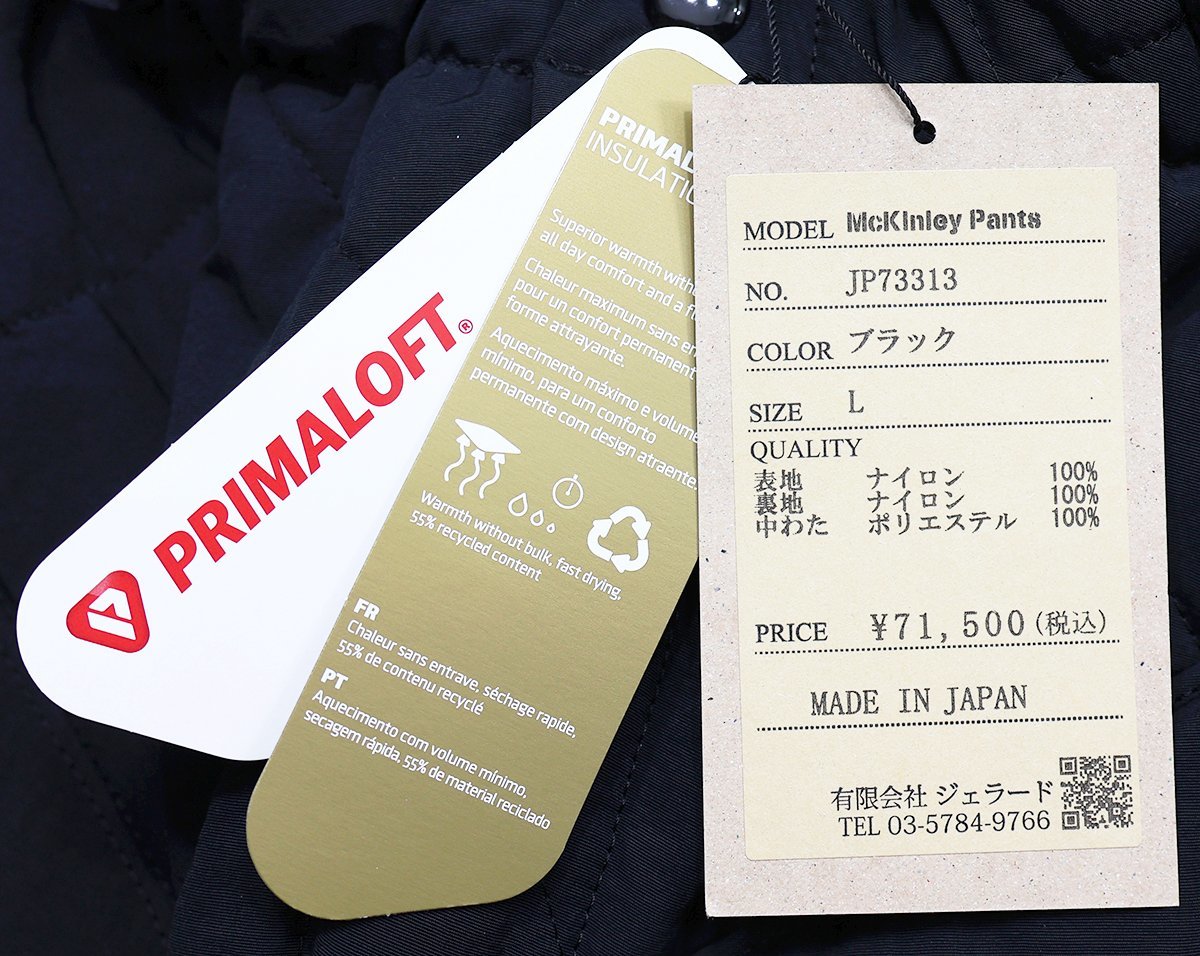 PRIMALOFT®
INSULATIO
Superior warmth
all day comfort and a
Chaleur maximum sans
pour un confort permanent
forme attrayante.
Aquecimento máximo e volume
mínimo, para um conforto
permanente com design atraente.
Warmth without bulk, fast drying,
55% recycled content
FR
Chaleur sans entrave, séchage rapide,
55% de contenu recyclé
PT
Aquecimento com volume mínimo,
secagem rápida, 55% de material reciclado
MODEL McKinley Pants
NO. JP73313
COLOR ブラック
SIZE L
QUALITY
表地 ナイロン 100%
裏地 ナイロン 100%
中わた ポリエステル 100%
PRICE ¥71,500(税込)
MADE IN JAPAN
有限会社 ジェラード
TEL 03-5784-9766